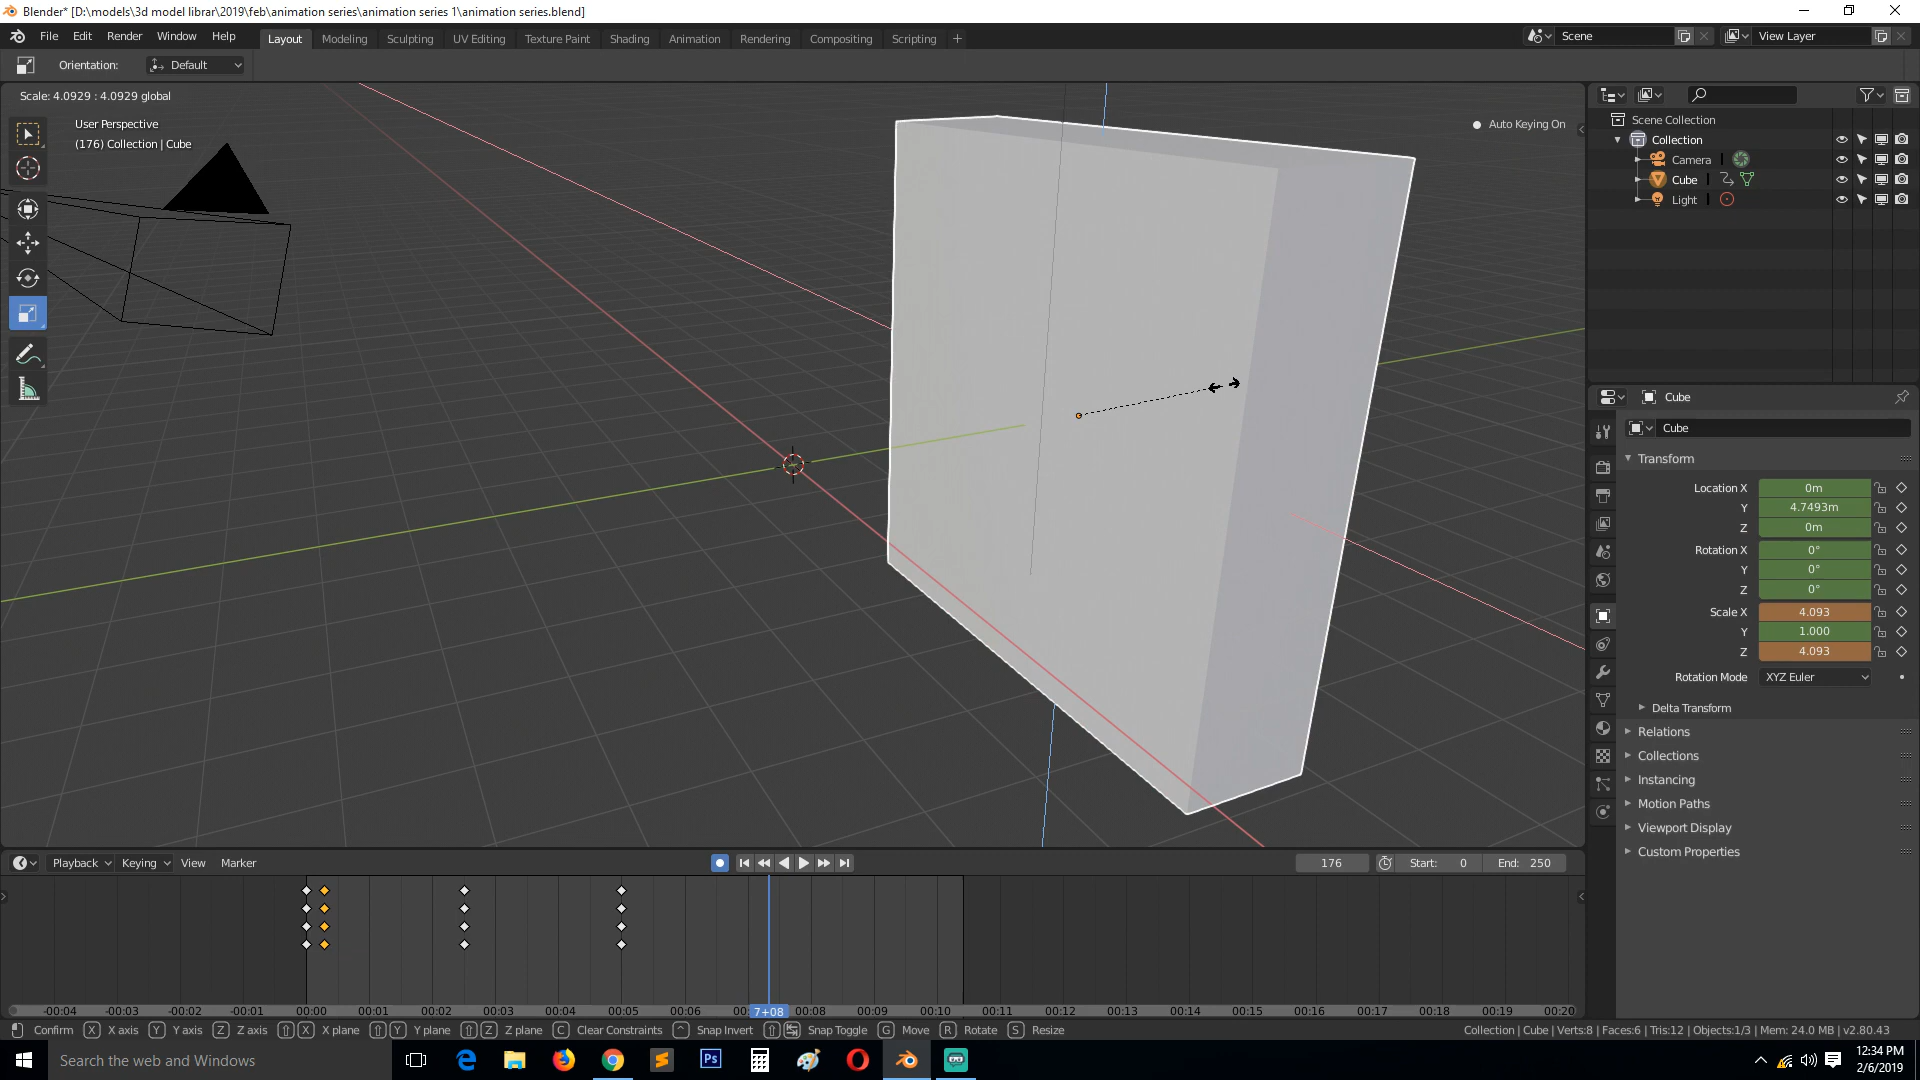 Blender* [D:\models\3d model librar\2019\feb\animation series\animation series 1\animation series.blend]
File Edit Render Window Help Layout Modeling Sculpting UV Editing Texture Paint Shading Animation Rendering Compositing Scripting + Scene View Layer
Orientation: Default
Scale: 4.0929 : 4.0929 global
User Perspective
(176) Collection | Cube
Auto Keying On
Scene Collection
Collection
Camera
Cube
Light
Cube
Cube
Transform
Location X 0m
Y 4.7493m
Z 0m
Rotation X 0°
Y 0°
Z 0°
Scale X 4.093
Y 1.000
Z 4.093
Rotation Mode XYZ Euler
Delta Transform
Relations
Collections
Instancing
Motion Paths
Viewport Display
Custom Properties
Playback Keying View Marker 176 Start: 0 End: 250
-00:04 -00:03 -00:02 -00:01 00:00 00:01 00:02 00:03 00:04 00:05 00:06 7+08 00:08 00:09 00:10 00:11 00:12 00:13 00:14 00:15 00:16 00:17 00:18 00:19 00:20
Confirm X X axis Y Y axis Z Z axis X X plane Y Y plane Z Z plane C Clear Constraints ^ Snap Invert Snap Toggle G Move R Rotate S Resize Collection | Cube | Verts:8 | Faces:6 | Tris:12 | Objects:1/3 | Mem: 24.0 MB | v2.80.43
Search the web and Windows
Ps
12:34 PM
2/6/2019